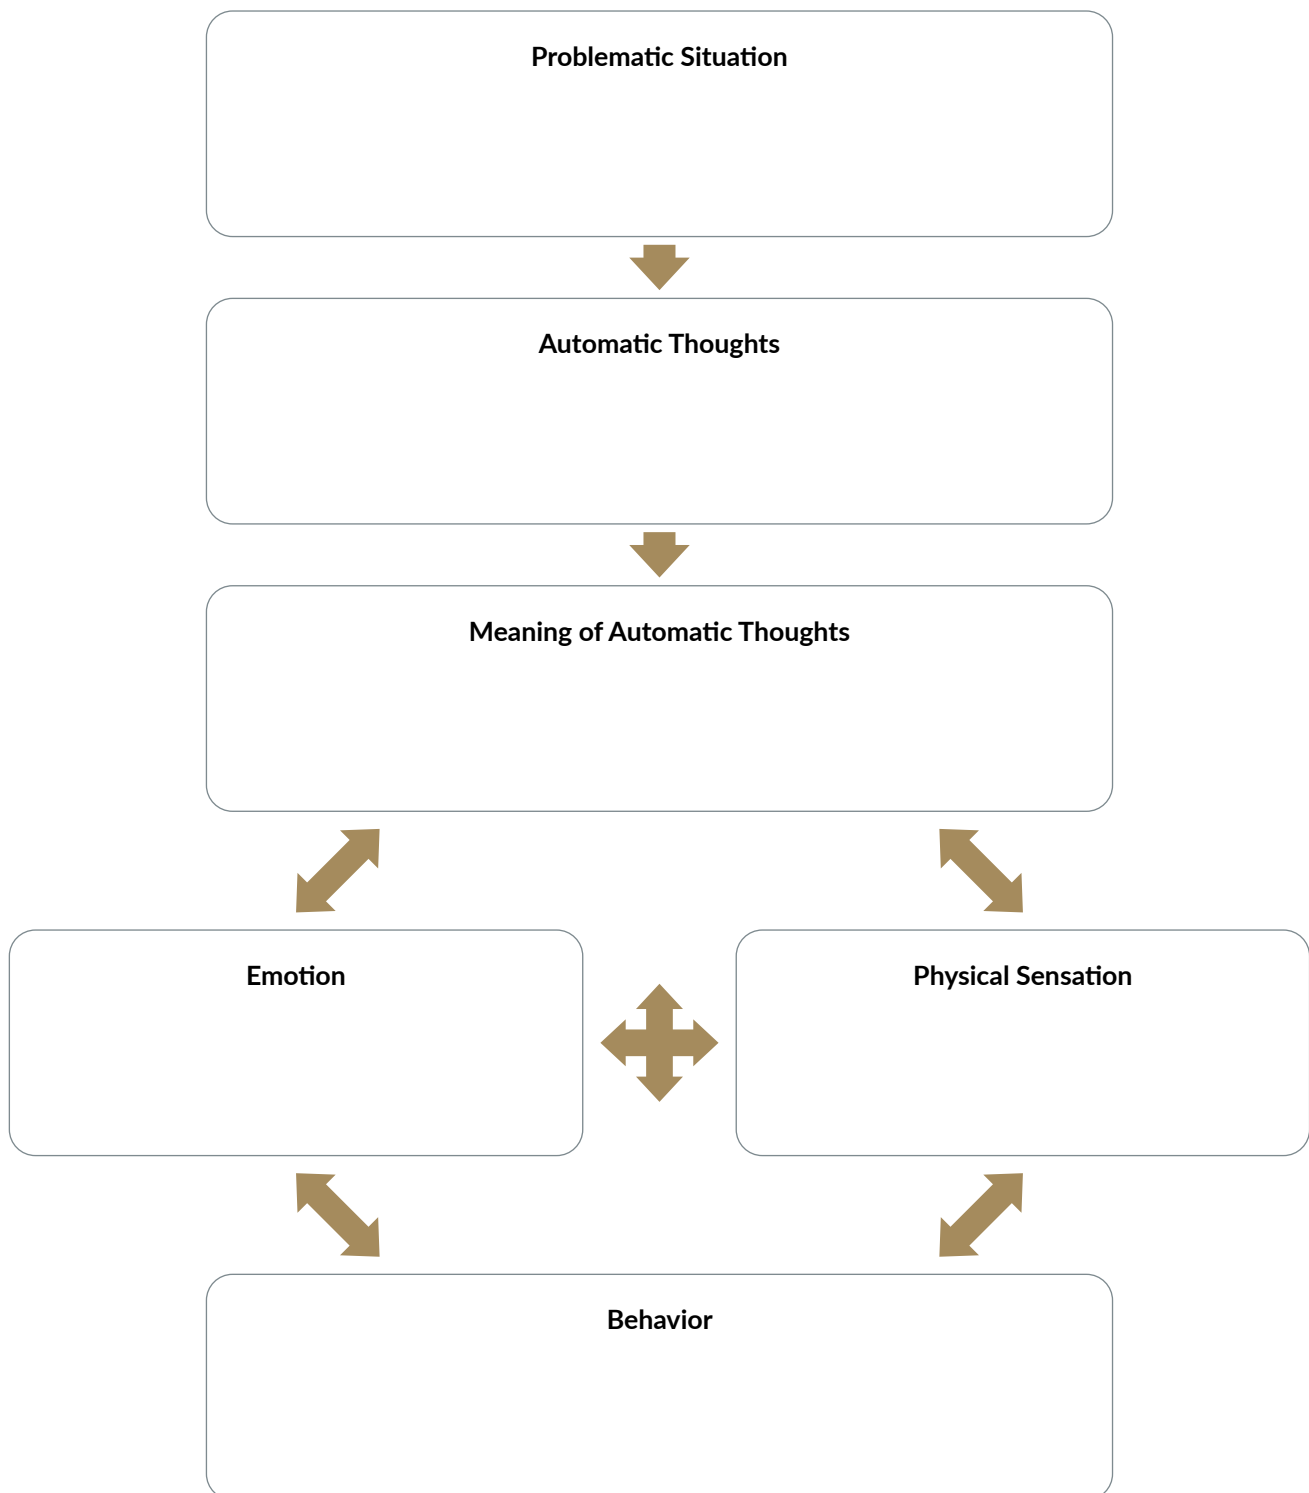 Problematic Situation
Automatic Thoughts
Meaning of Automatic Thoughts
Emotion
Physical Sensation
Behavior